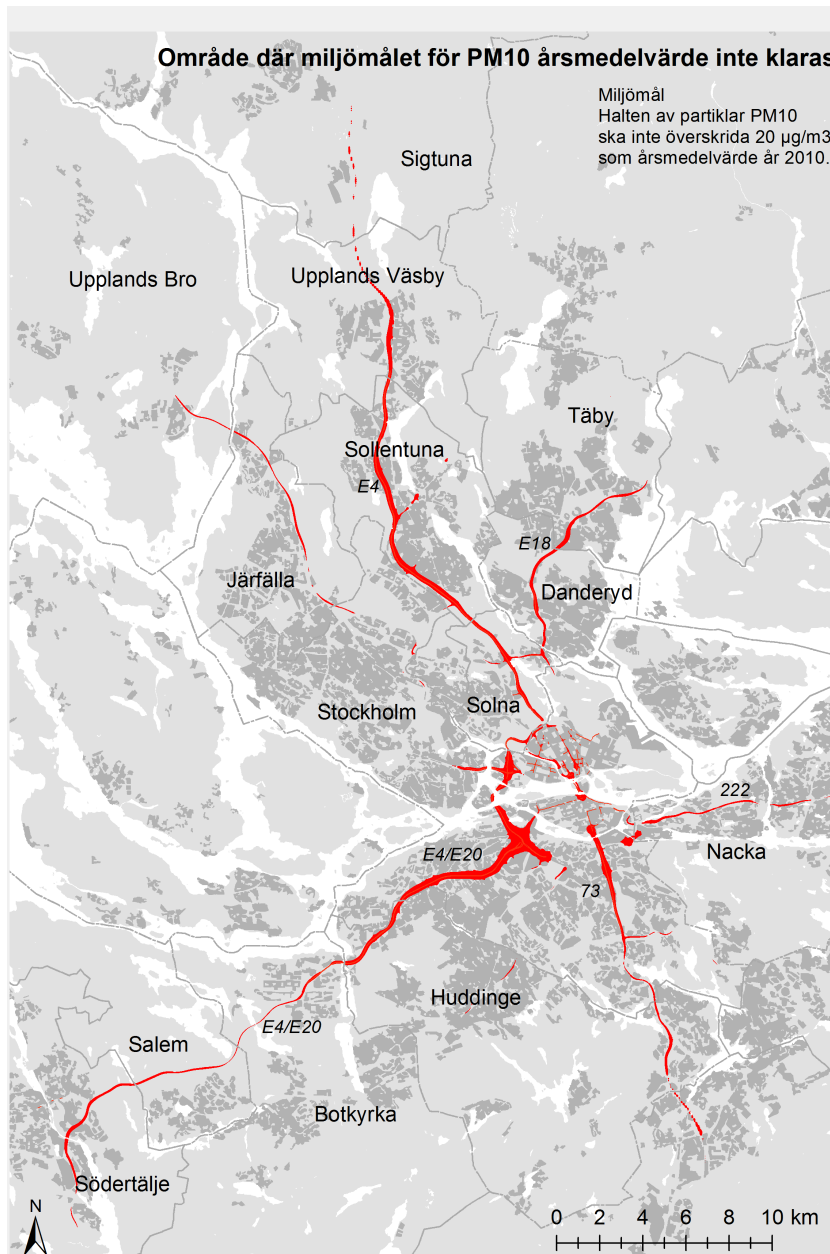 Område där miljömålet för PM10 årsmedelvärde inte klaras
Miljömål
Halten av partiklar PM10
ska inte överskrida 20 µg/m3
som årsmedelvärde år 2010.
Sigtuna
Upplands Bro
Upplands Väsby
Täby
Sollentuna
E4
E18
Järfälla
Danderyd
Solna
Stockholm
222
E4/E20
Nacka
73
Huddinge
E4/E20
Salem
Botkyrka
Södertälje
N
0 2 4 6 8 10 km